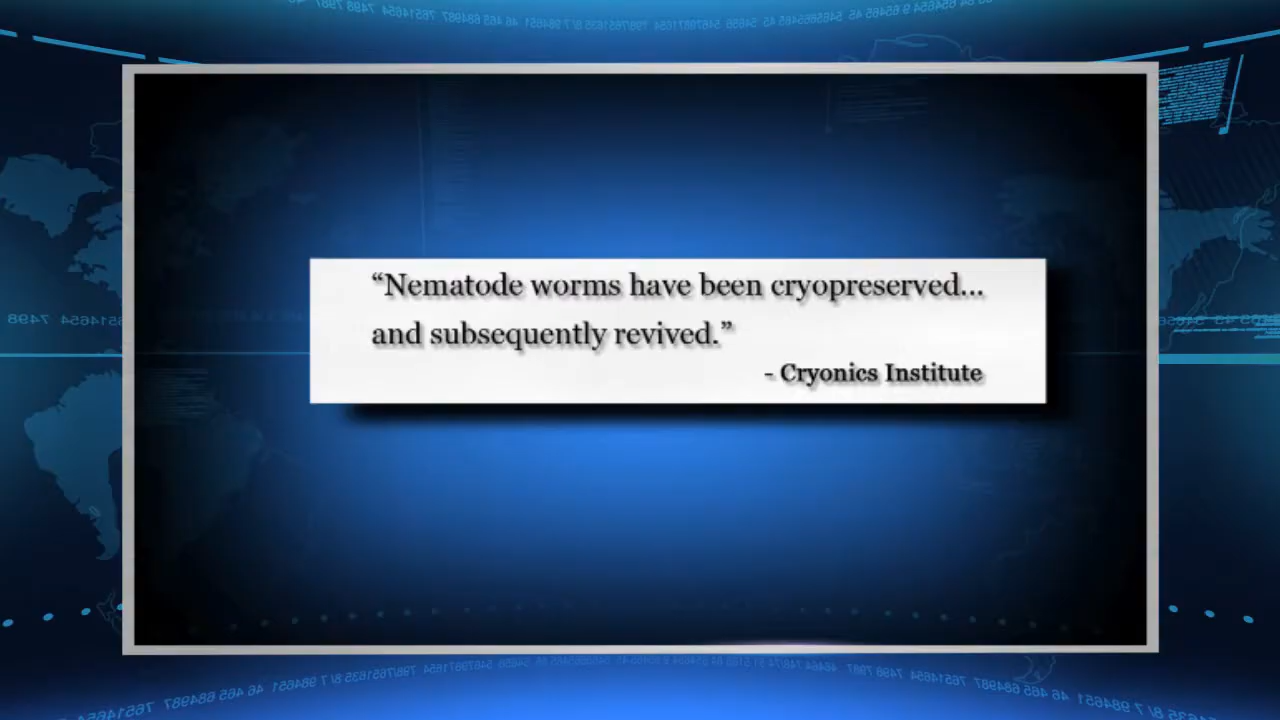 “Nematode worms have been cryopreserved...
and subsequently revived.”
- Cryonics Institute